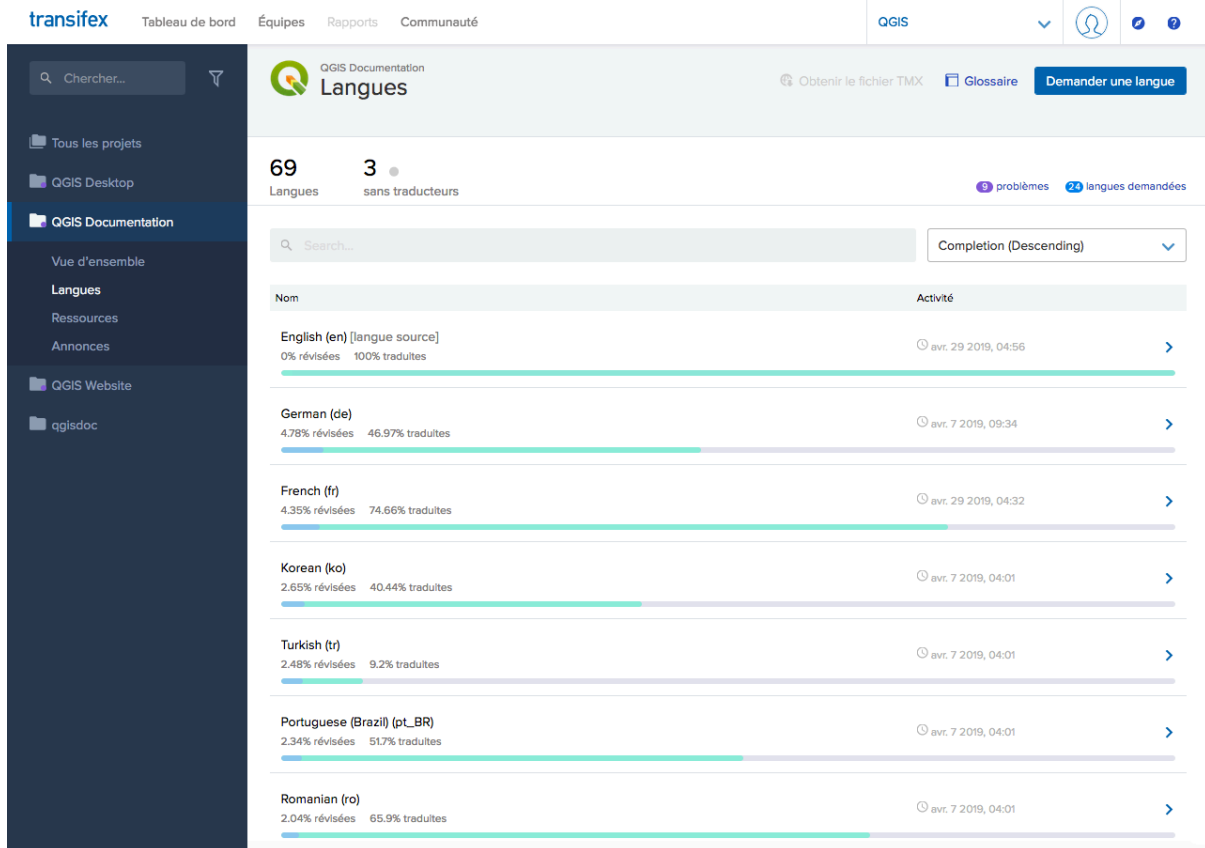 transifex Tableau de bord Équipes Rapports Communauté QGIS
Chercher...
Tous les projets
QGIS Desktop
QGIS Documentation
Vue d'ensemble
Langues
Ressources
Annonces
QGIS Website
qgisdoc
QGIS Documentation
Langues
Obtenir le fichier TMX Glossaire Demander une langue
69 3
Langues sans traducteurs
9 problèmes 24 langues demandées
Search... Completion (Descending)
Nom Activité
English (en) [langue source]
0% révisées 100% traduites
avr. 29 2019, 04:56
German (de)
4.78% révisées 46.97% traduites
avr. 7 2019, 09:34
French (fr)
4.35% révisées 74.66% traduites
avr. 29 2019, 04:32
Korean (ko)
2.65% révisées 40.44% traduites
avr. 7 2019, 04:01
Turkish (tr)
2.48% révisées 9.2% traduites
avr. 7 2019, 04:01
Portuguese (Brazil) (pt_BR)
2.34% révisées 51.7% traduites
avr. 7 2019, 04:01
Romanian (ro)
2.04% révisées 65.9% traduites
avr. 7 2019, 04:01